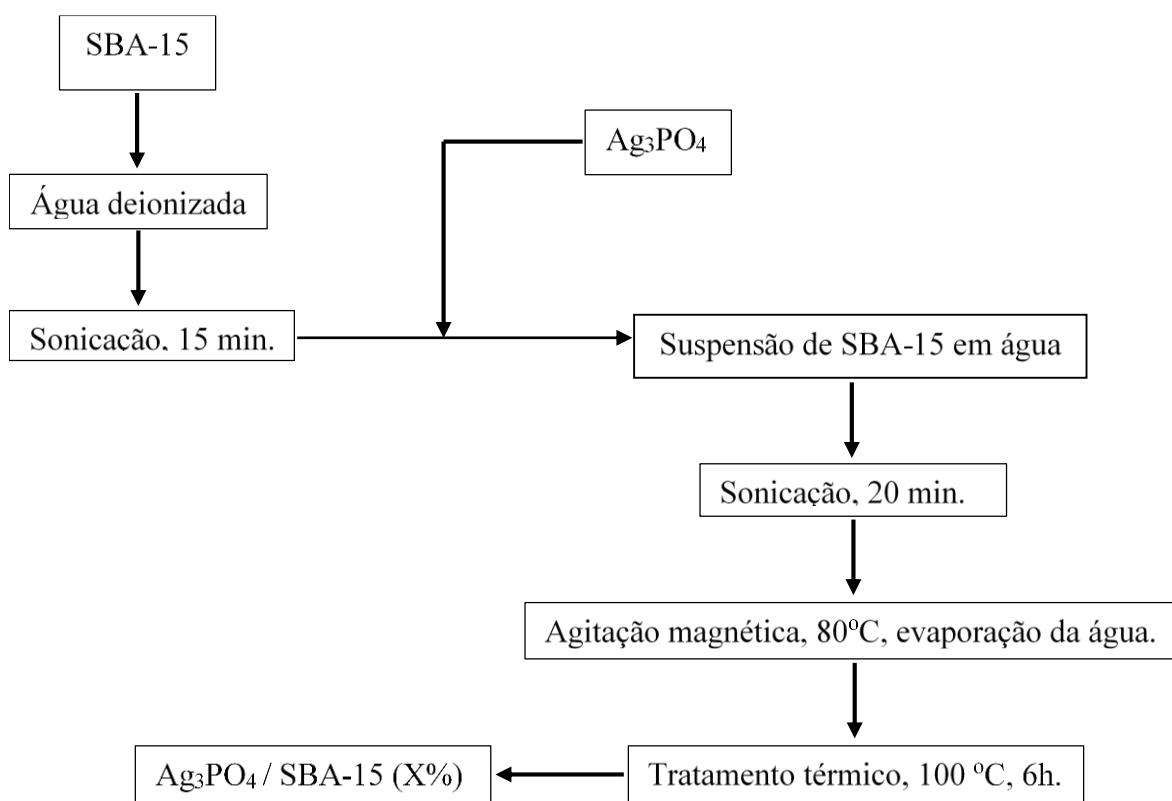 SBA-15
Ag₃PO₄
Água deionizada
Sonicação, 15 min.
Suspensão de SBA-15 em água
Sonicação, 20 min.
Agitação magnética, 80ºC, evaporação da água.
Ag₃PO₄ / SBA-15 (X%)
Tratamento térmico, 100 ºC, 6h.